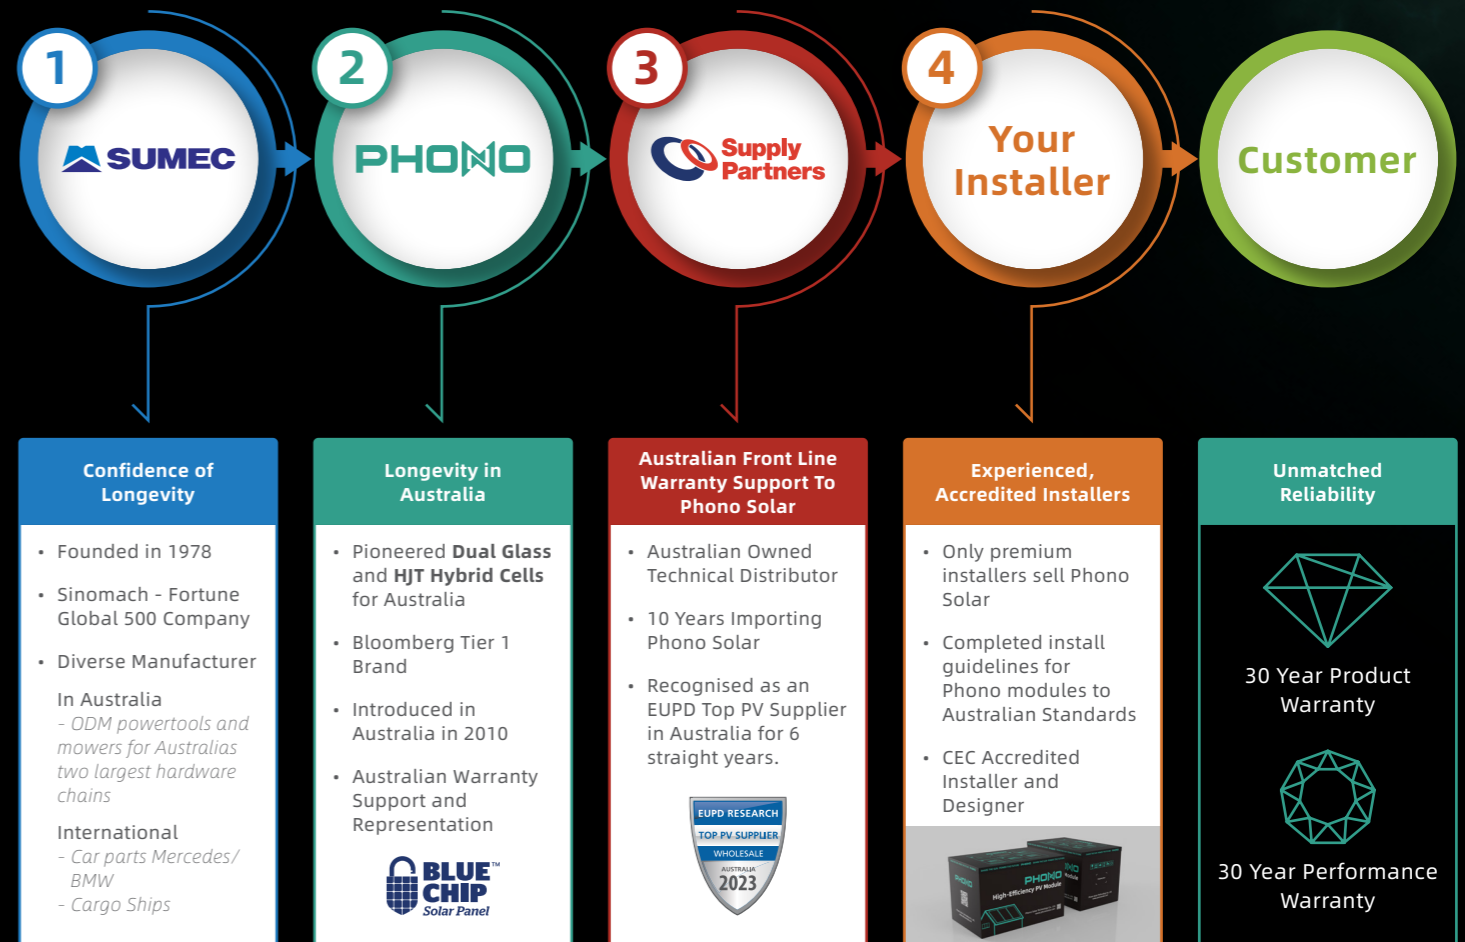 1
SUMEC
2
PHONO
3
Supply
Partners
4
Your
Installer
Customer
Confidence of
Longevity
• Founded in 1978
• Sinomach - Fortune
Global 500 Company
• Diverse Manufacturer
In Australia
- ODM powertools and
mowers for Australias
two largest hardware
chains
International
- Car parts Mercedes/
BMW
- Cargo Ships
Longevity in
Australia
• Pioneered Dual Glass
and HJT Hybrid Cells
for Australia
• Bloomberg Tier 1
Brand
• Introduced in
Australia in 2010
• Australian Warranty
Support and
Representation
BLUE™
CHIP
Solar Panel
Australian Front Line
Warranty Support To
Phono Solar
• Australian Owned
Technical Distributor
• 10 Years Importing
Phono Solar
• Recognised as an
EUPD Top PV Supplier
in Australia for 6
straight years.
EUPD RESEARCH
TOP PV SUPPLIER
WHOLESALE
AUSTRALIA
2023
Experienced,
Accredited Installers
• Only premium
installers sell Phono
Solar
• Completed install
guidelines for
Phono modules to
Australian Standards
• CEC Accredited
Installer and
Designer
PHONO
PHONO
High-Efficiency PV Module
Module
Unmatched
Reliability
30 Year Product
Warranty
30 Year Performance
Warranty